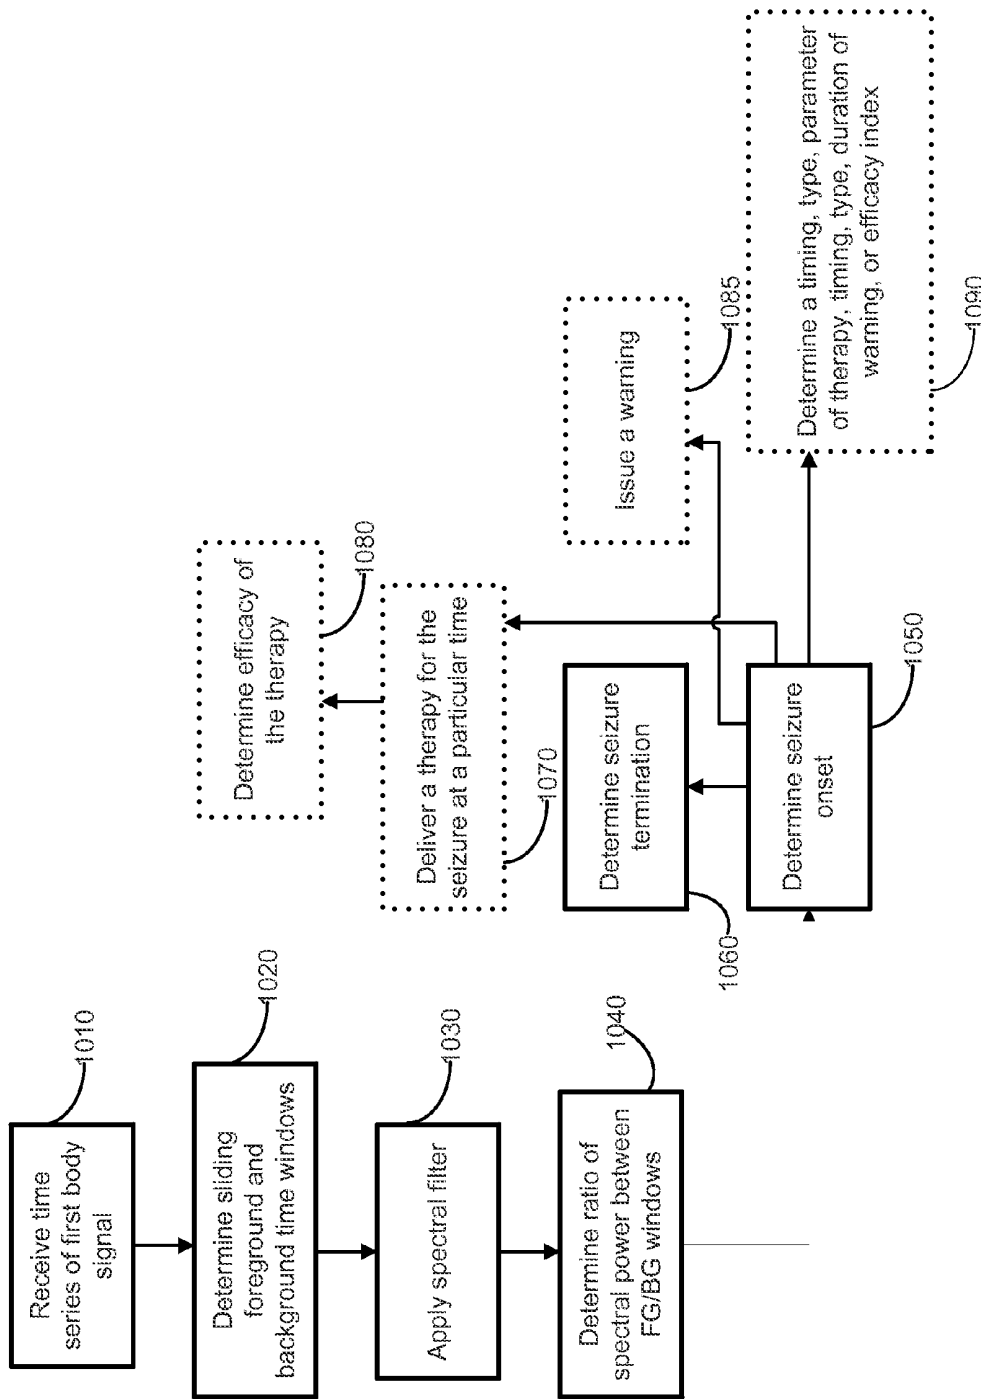 Receive time
series of first body
signal
1010
Determine sliding
foreground and
background time windows
1020
Apply spectral filter
1030
Determine ratio of
spectral power between
FG/BG windows
1040
Determine seizure
onset
1050
Determine seizure
termination
1060
Deliver a therapy for the
seizure at a particular time
1070
Determine efficacy of
the therapy
1080
Issue a warning
1085
Determine a timing, type, parameter
of therapy, timing, type, duration of
warning, or efficacy index
1090